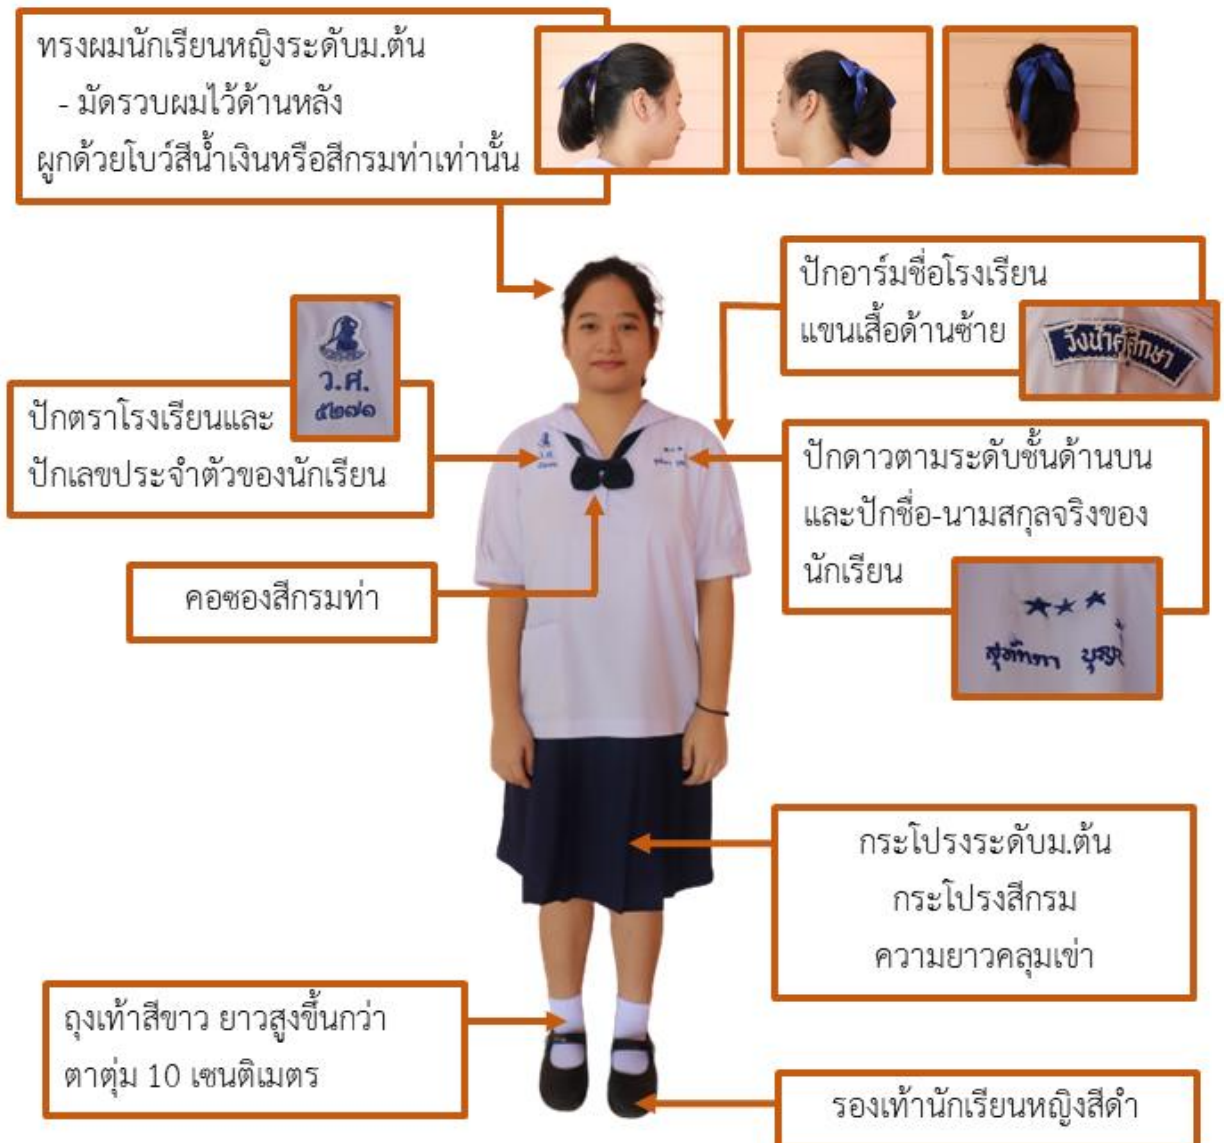 ทรงผมนักเรียนหญิงระดับม.ต้น
- มัดรวบผมไว้ด้านหลัง
ผูกด้วยโบว์สีน้ำเงินหรือสีกรมท่าเท่านั้น
ปักอาร์มชื่อโรงเรียน
แขนเสื้อด้านซ้าย
วังน้ำคู้ศึกษา
ว.ศ.
๕๒๗๑
ปักตราโรงเรียนและ
ปักเลขประจำตัวของนักเรียน
ปักดาวตามระดับชั้นด้านบน
และปักชื่อ-นามสกุลจริงของ
นักเรียน
คอซองสีกรมท่า
กระโปรงระดับม.ต้น
กระโปรงสีกรม
ความยาวคลุมเข่า
ถุงเท้าสีขาว ยาวสูงขึ้นกว่า
ตาตุ่ม 10 เซนติเมตร
รองเท้านักเรียนหญิงสีดำ